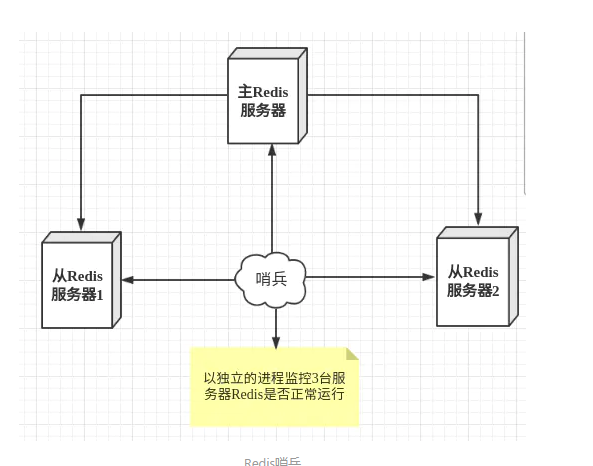 主Redis
服务器
从Redis
服务器1
哨兵
从Redis
服务器2
以独立的进程监控3台服
务器Redis是否正常运行
Redis哨兵